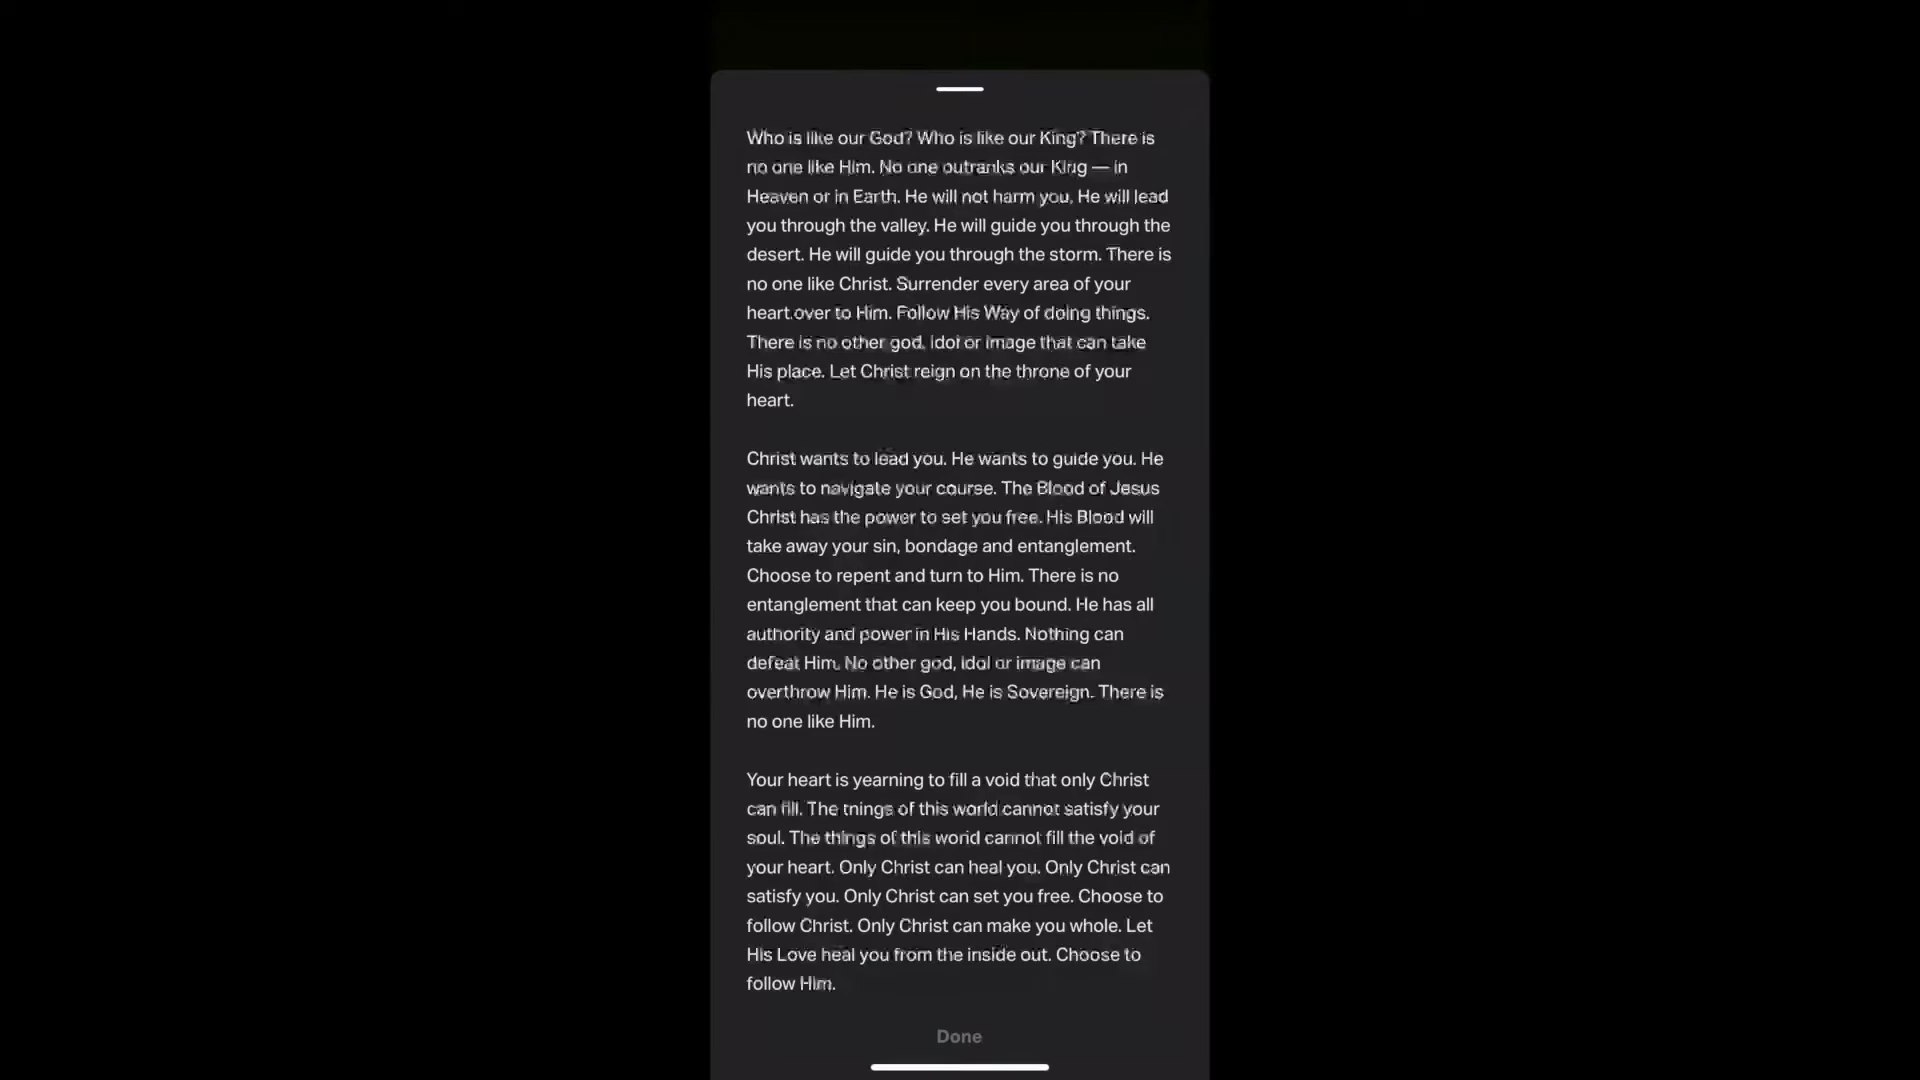 Who is like our God? Who is like our King? There is
no one like Him. No one outranks our King — in
Heaven or in Earth. He will not harm you. He will lead
you through the valley. He will guide you through the
desert. He will guide you through the storm. There is
no one like Christ. Surrender every area of your
heart over to Him. Follow His Way of doing things.
There is no other god, idol or image that can take
His place. Let Christ reign on the throne of your
heart.
Christ wants to lead you. He wants to guide you. He
wants to navigate your course. The Blood of Jesus
Christ has the power to set you free. His Blood will
take away your sin, bondage and entanglement.
Choose to repent and turn to Him. There is no
entanglement that can keep you bound. He has all
authority and power in His Hands. Nothing can
defeat Him. No other god, idol or image can
overthrow Him. He is God, He is Sovereign. There is
no one like Him.
Your heart is yearning to fill a void that only Christ
can fill. The things of this world cannot satisfy your
soul. The things of this world cannot fill the void of
your heart. Only Christ can heal you. Only Christ can
satisfy you. Only Christ can set you free. Choose to
follow Christ. Only Christ can make you whole. Let
His Love heal you from the inside out. Choose to
follow Him.
Done